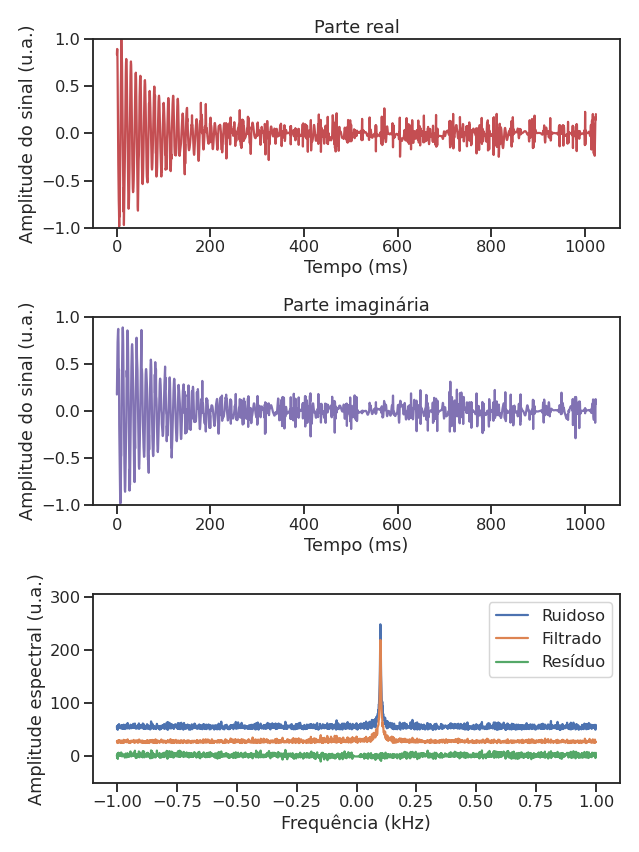 Parte real
Amplitude do sinal (u.a.)
1.0
0.5
0.0
−0.5
−1.0
0 200 400 600 800 1000
Tempo (ms)
Parte imaginária
Amplitude do sinal (u.a.)
1.0
0.5
0.0
−0.5
−1.0
0 200 400 600 800 1000
Tempo (ms)
Amplitude espectral (u.a.)
300
200
100
0
Ruidoso
Filtrado
Resíduo
−1.00 −0.75 −0.50 −0.25 0.00 0.25 0.50 0.75 1.00
Frequência (kHz)